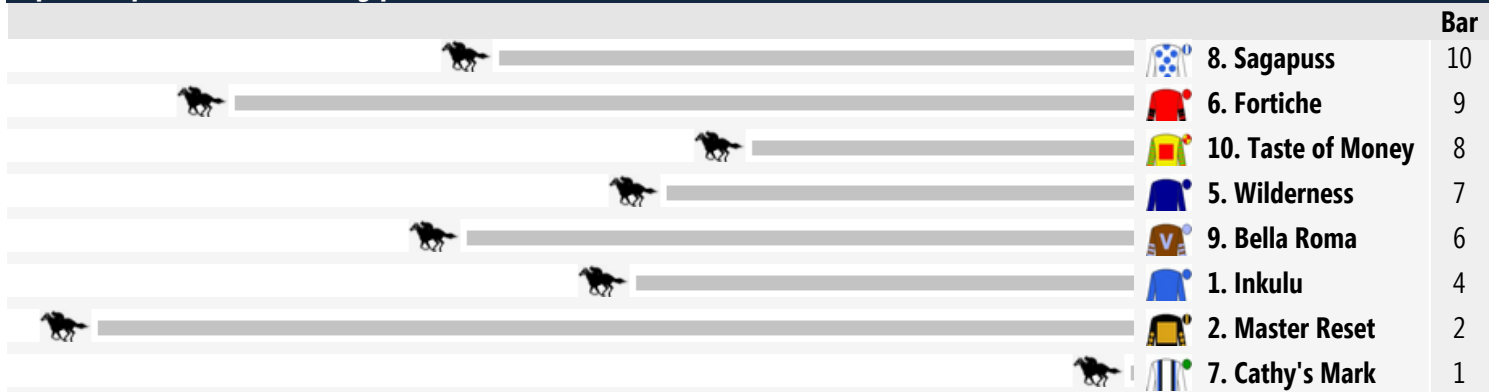 Bar
8. Sagapuss 10
6. Fortiche 9
10. Taste of Money 8
5. Wilderness 7
V 9. Bella Roma 6
1. Inkulu 4
2. Master Reset 2
7. Cathy's Mark 1